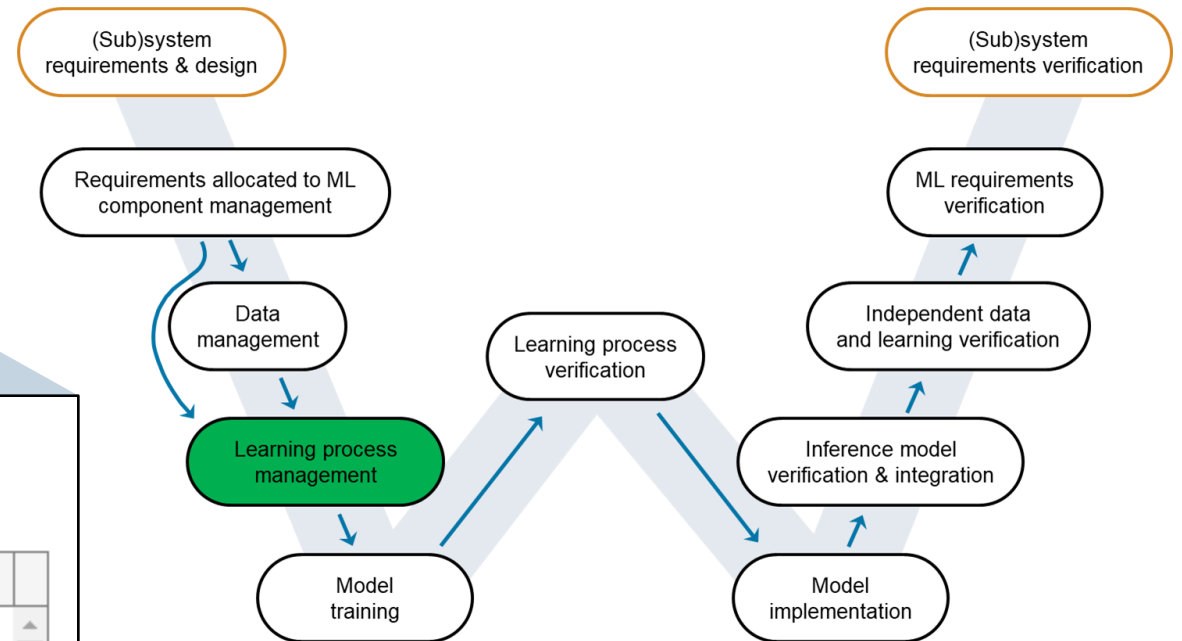 (Sub)system
requirements & design
(Sub)system
requirements verification
Requirements allocated to ML
component management
ML requirements
verification
Data
management
Learning process
verification
Independent data
and learning verification
Learning process
management
Inference model
verification & integration
Model
training
Model
implementation